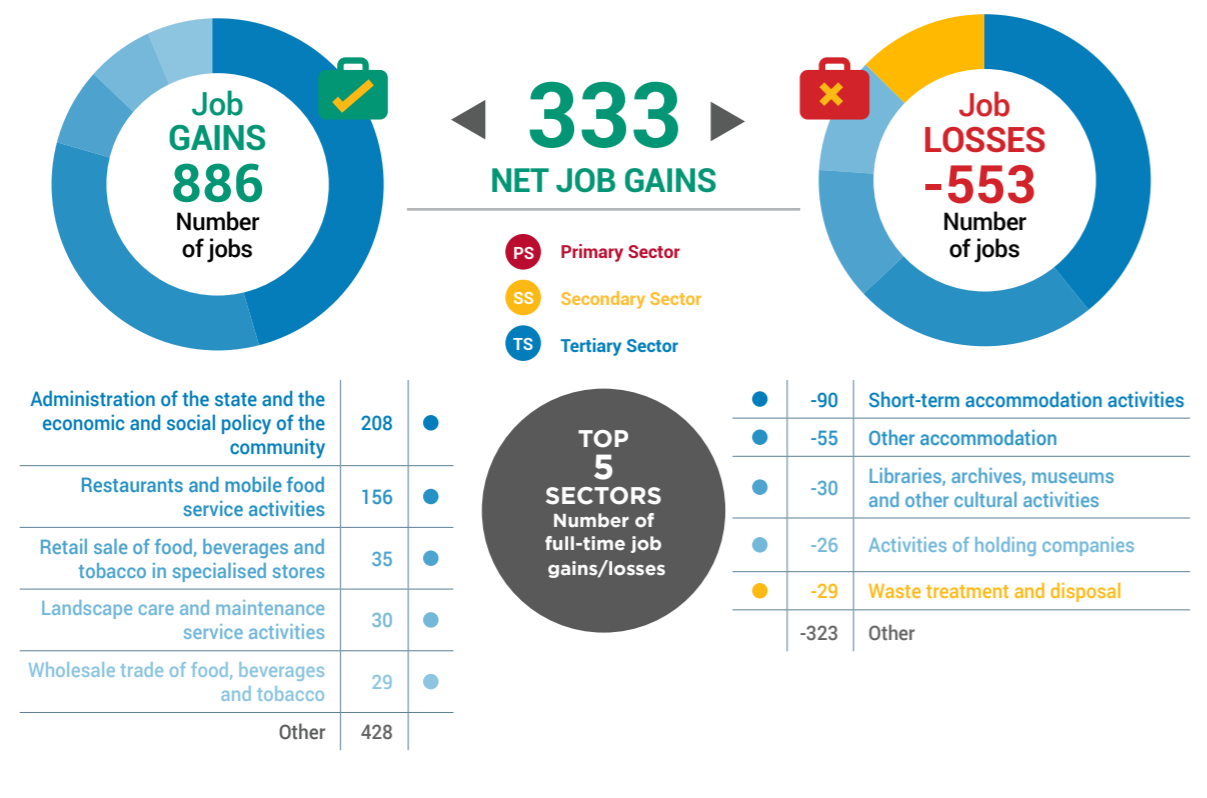 Job
GAINS
886
Number
of jobs
333
NET JOB GAINS
Job
LOSSES
-553
Number
of jobs
PS Primary Sector
SS Secondary Sector
TS Tertiary Sector
Administration of the state and the
economic and social policy of the
community
208
Restaurants and mobile food
service activities
156
Retail sale of food, beverages and
tobacco in specialised stores
35
Landscape care and maintenance
service activities
30
Wholesale trade of food, beverages
and tobacco
29
Other 428
TOP
5
SECTORS
Number of
full-time job
gains/losses
-90 Short-term accommodation activities
-55 Other accommodation
-30
Libraries, archives, museums
and other cultural activities
-26 Activities of holding companies
-29 Waste treatment and disposal
-323 Other